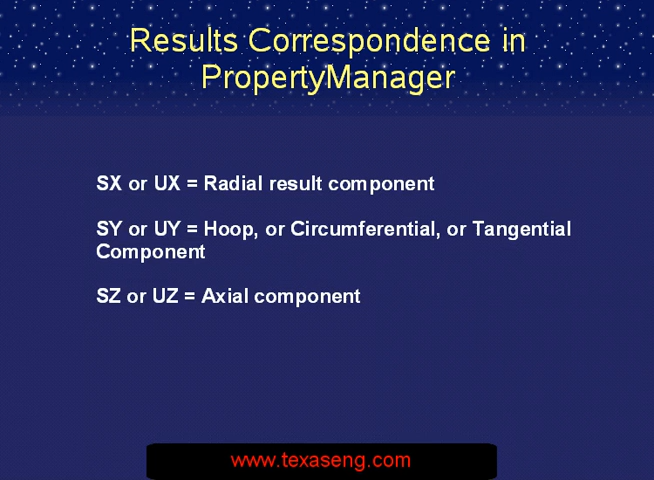 Results Correspondence in
PropertyManager
SX or UX = Radial result component
SY or UY = Hoop, or Circumferential, or Tangential
Component
SZ or UZ = Axial component
www.texaseng.com